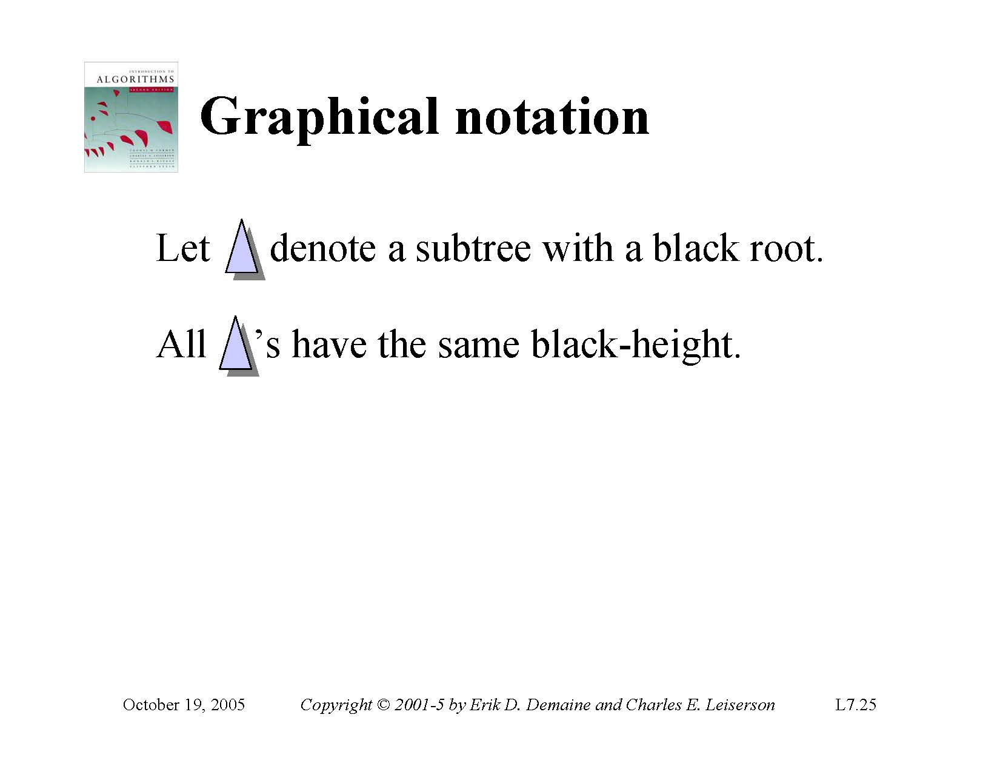 INTRODUCTION TO
ALGORITHMS
SECOND EDITION
THOMAS H. CORMEN
CHARLES E. LEISERSON
RONALD L. RIVEST
CLIFFORD STEIN
Graphical notation
Let denote a subtree with a black root.
All ’s have the same black-height.
October 19, 2005 Copyright © 2001-5 by Erik D. Demaine and Charles E. Leiserson L7.25